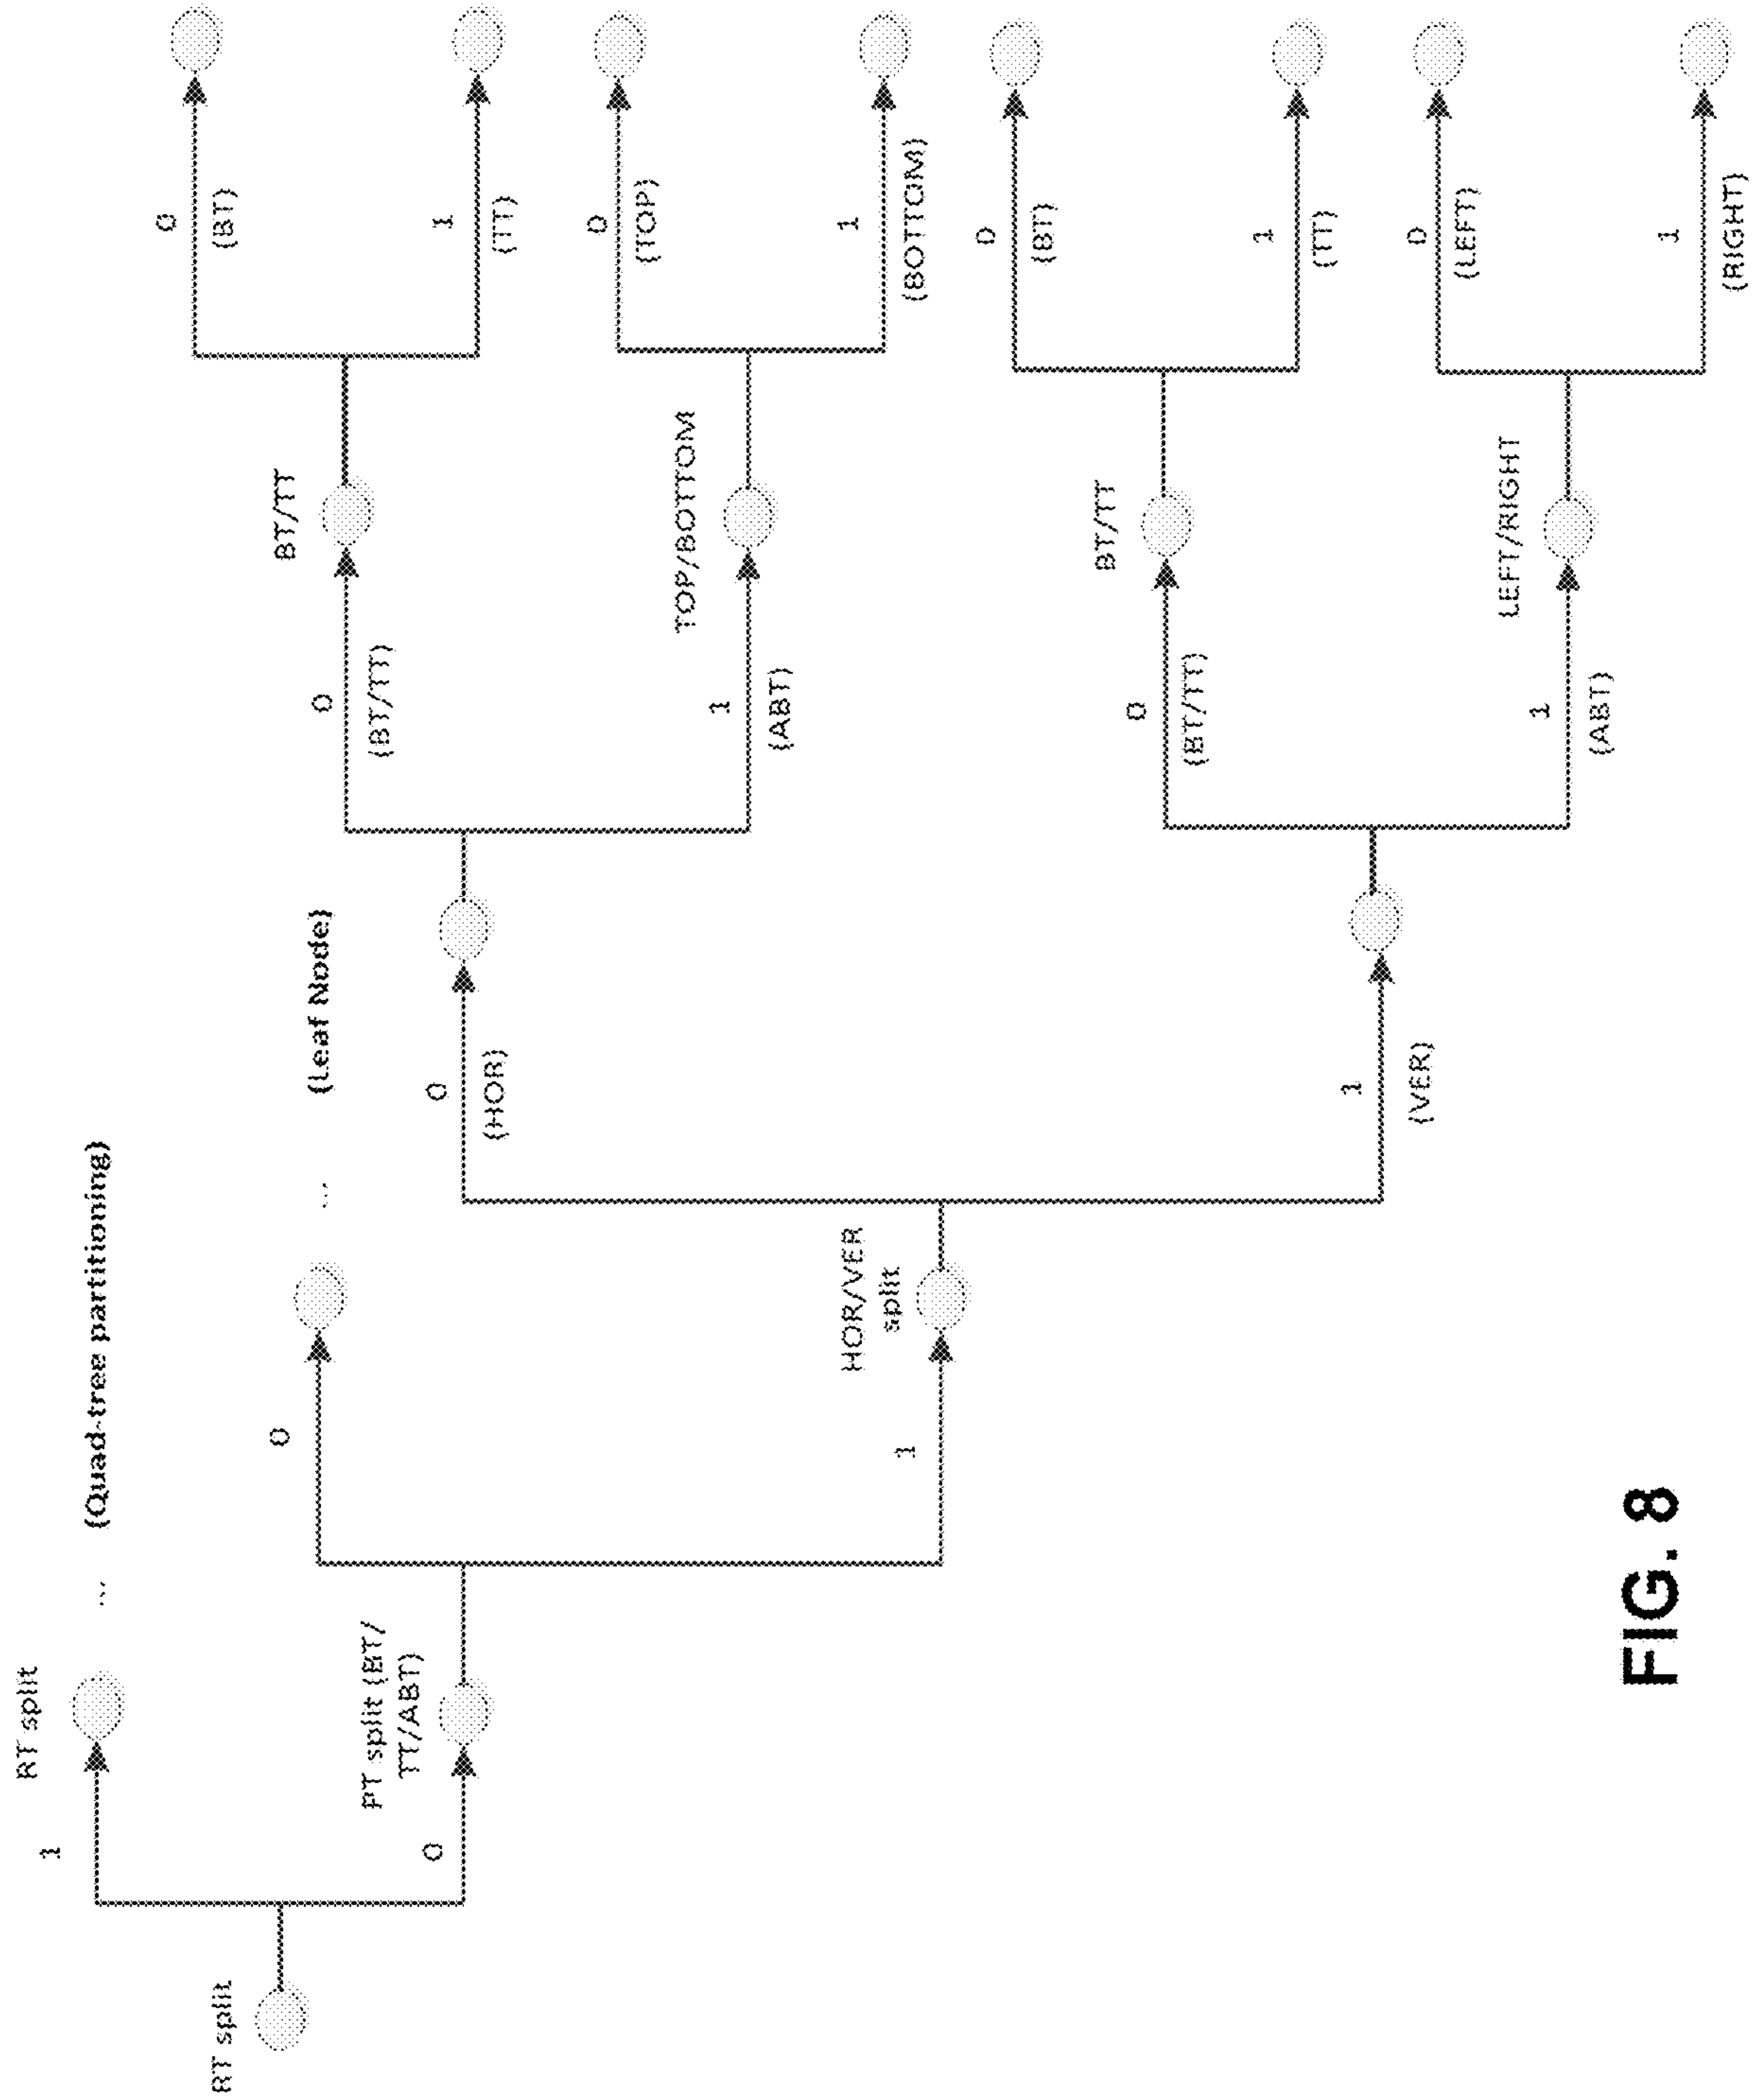 RT split
1
RT split
... (Quad-tree partitioning)
0
PT split (BT/
TT/ABT)
0
... (Leaf Node)
1
HOR/VER
split
0
(HOR)
1
(VER)
0
(BT/TT)
BT/TT
1
(ABT)
TOP/BOTTOM
0
(BT/TT)
BT/TT
1
(ABT)
LEFT/RIGHT
0
(BT)
1
(TT)
0
(TOP)
1
(BOTTOM)
0
(BT)
1
(TT)
0
(LEFT)
1
(RIGHT)
FIG. 8